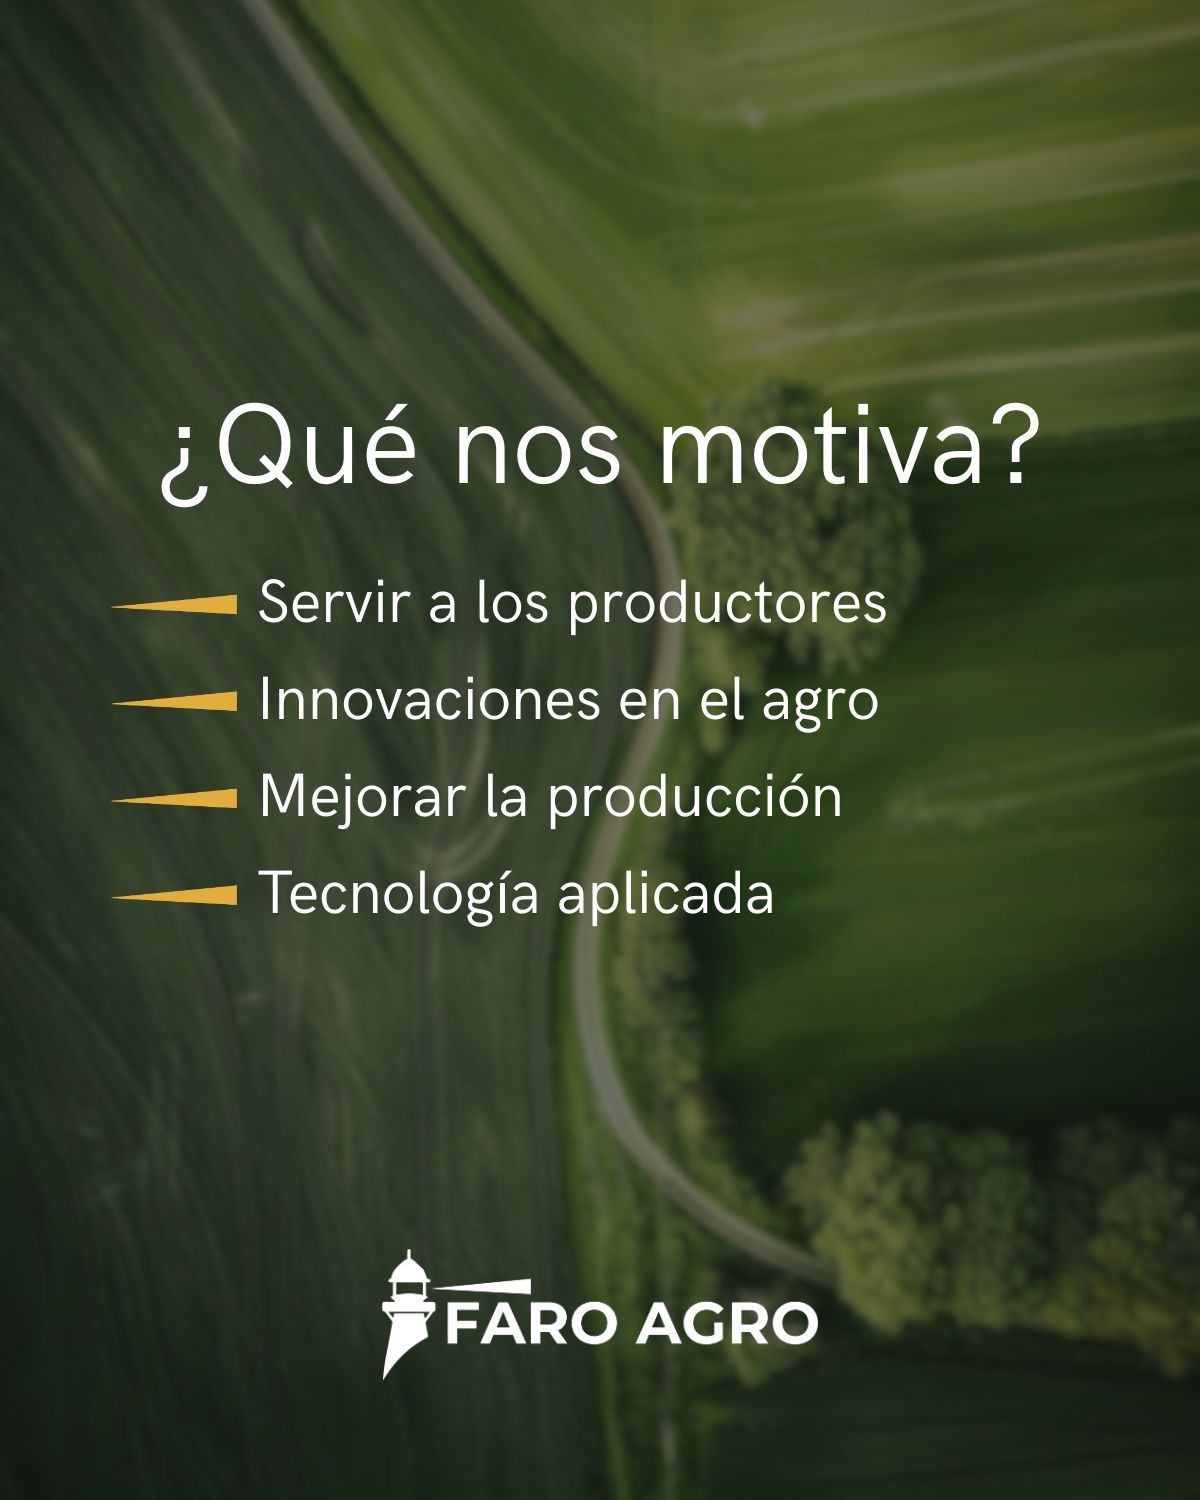 ¿Qué nos motiva?
Servir a los productores
Innovaciones en el agro
Mejorar la producción
Tecnología aplicada
FARO AGRO